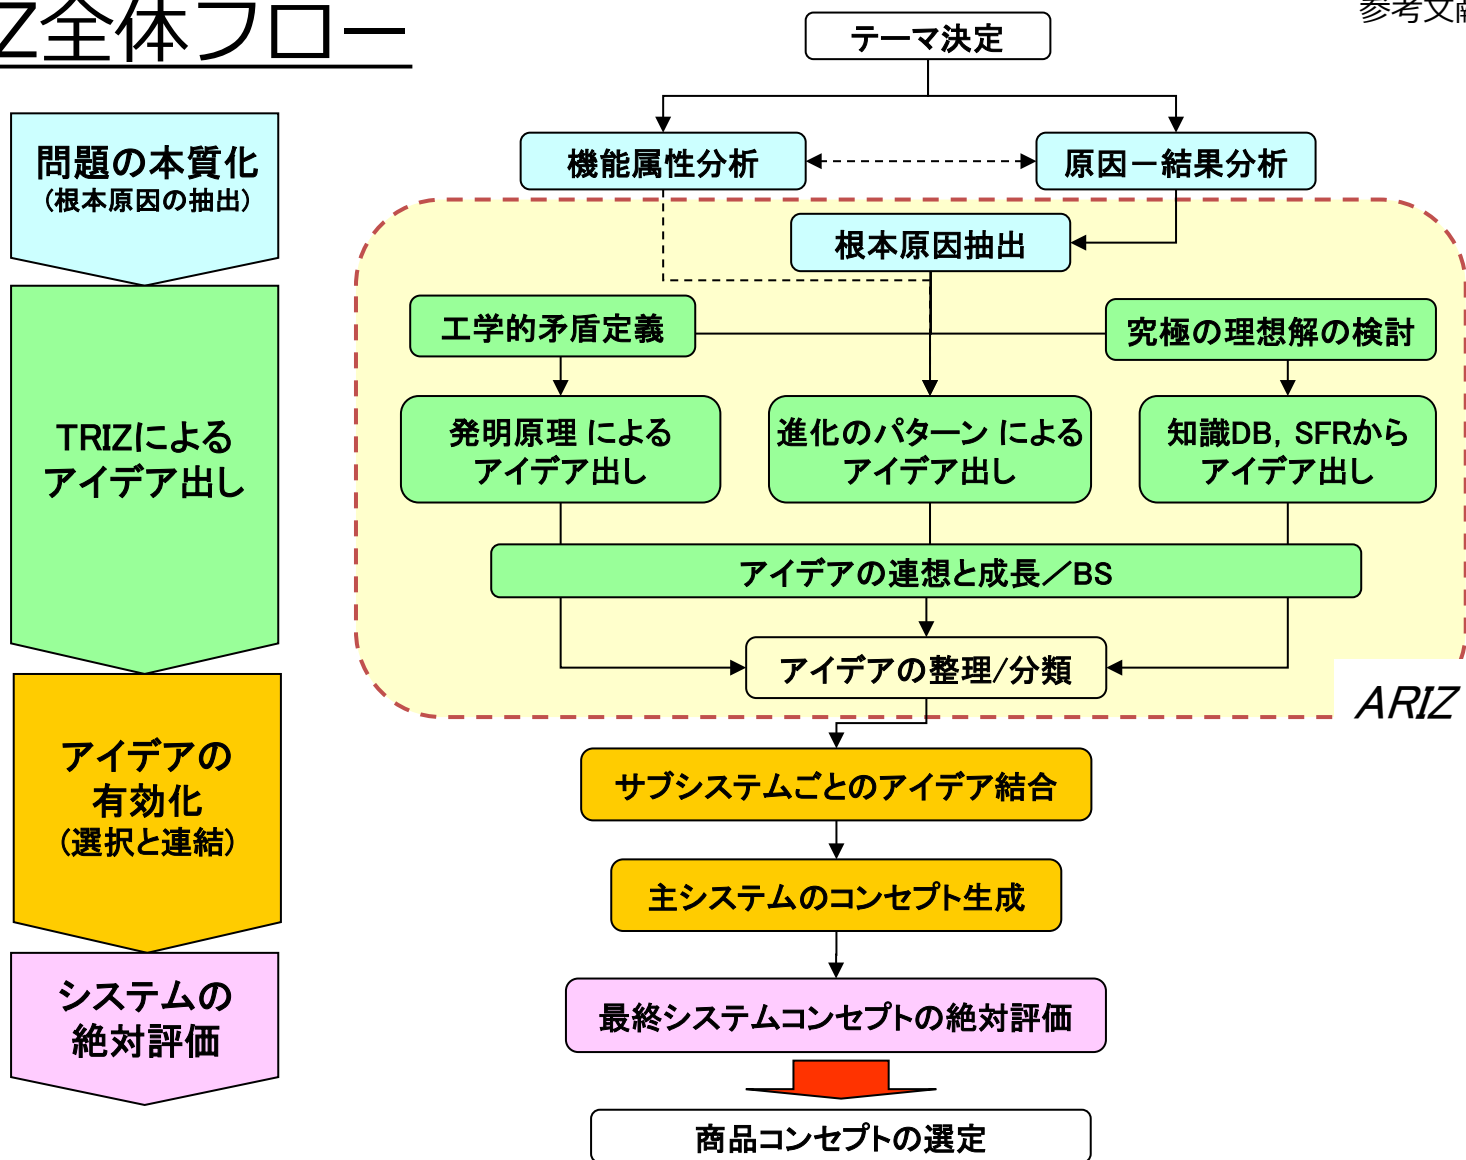 Z全体フロー
参考文献
テーマ決定
問題の本質化
（根本原因の抽出）
機能属性分析
原因－結果分析
根本原因抽出
工学的矛盾定義
究極の理想解の検討
TRIZによる
アイデア出し
発明原理 による
アイデア出し
進化のパターン による
アイデア出し
知識DB，SFRから
アイデア出し
アイデアの連想と成長／BS
アイデアの整理/分類
ARIZ
アイデアの
有効化
（選択と連結）
サブシステムごとのアイデア結合
主システムのコンセプト生成
システムの
絶対評価
最終システムコンセプトの絶対評価
商品コンセプトの選定